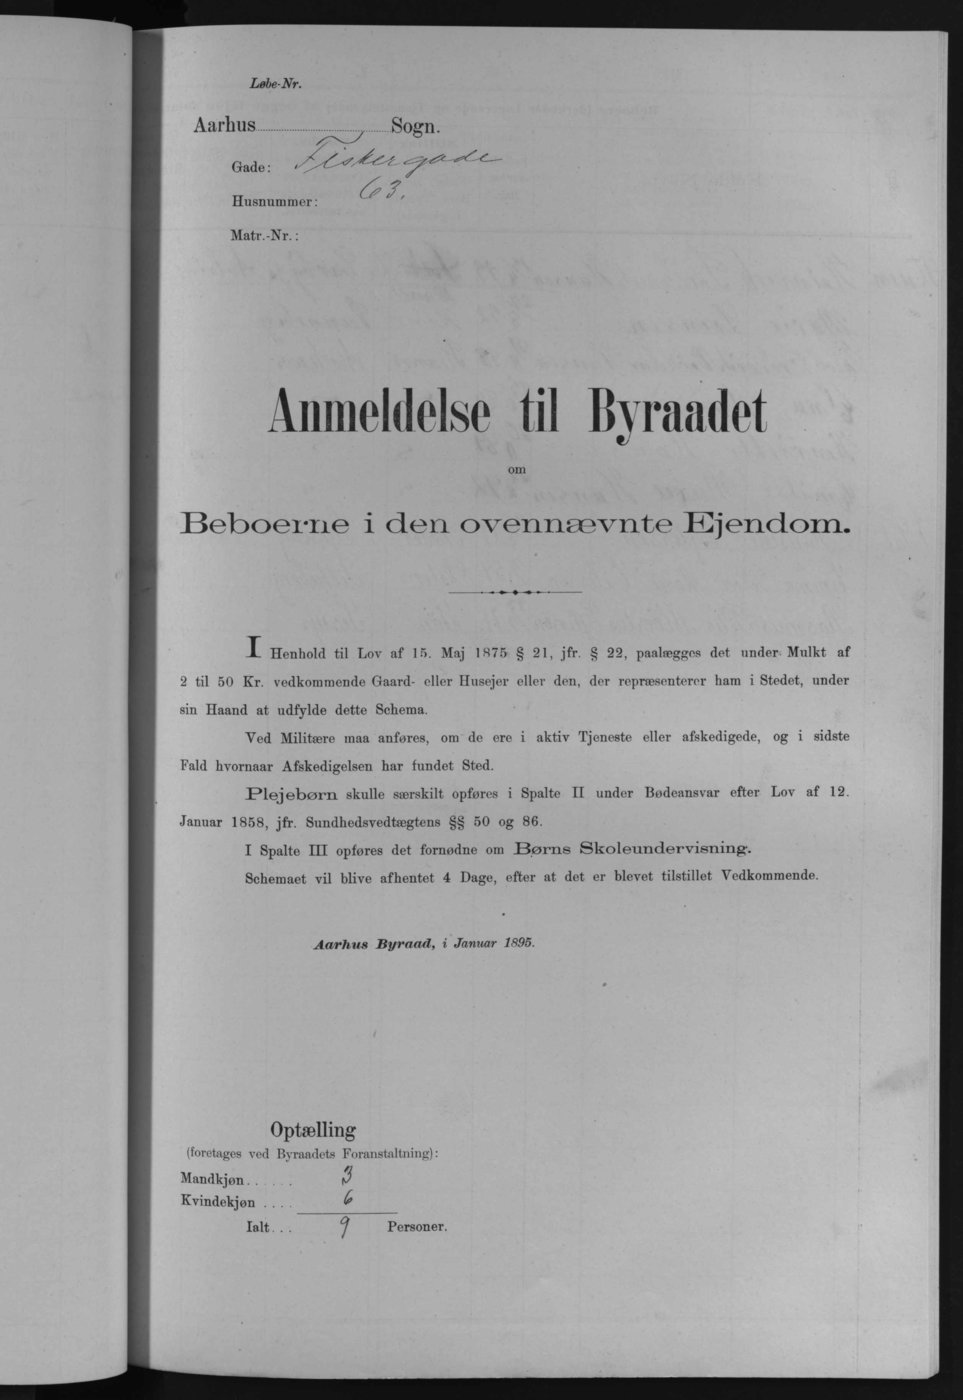 Løbe-Nr.
Aarhus Sogn.
Gade: Fiskergade
Husnummer: 63.
Matr.-Nr.:
Anmeldelse til Byraadet
om
Beboerne i den ovennævnte Ejendom.
I Henhold til Lov af 15. Maj 1875 § 21, jfr. § 22, paalægges det under Mulkt af
2 til 50 Kr. vedkommende Gaard- eller Husejer eller den, der repræsenterer ham i Stedet, under
sin Haand at udfylde dette Schema.
Ved Militære maa anføres, om de ere i aktiv Tjeneste eller afskedigede, og i sidste
Fald hvornaar Afskedigelsen har fundet Sted.
Plejebørn skulle særskilt opføres i Spalte II under Bødeansvar efter Lov af 12.
Januar 1858, jfr. Sundhedsvedtægtens §§ 50 og 86.
I Spalte III opføres det fornødne om Børns Skoleundervisning.
Schemaet vil blive afhentet 4 Dage, efter at det er blevet tilstillet Vedkommende.
Aarhus Byraad, i Januar 1895.
Optælling
(foretages ved Byraadets Foranstaltning):
Mandkjøn...... 3
Kvindekjøn .... 6
Ialt... 9 Personer.